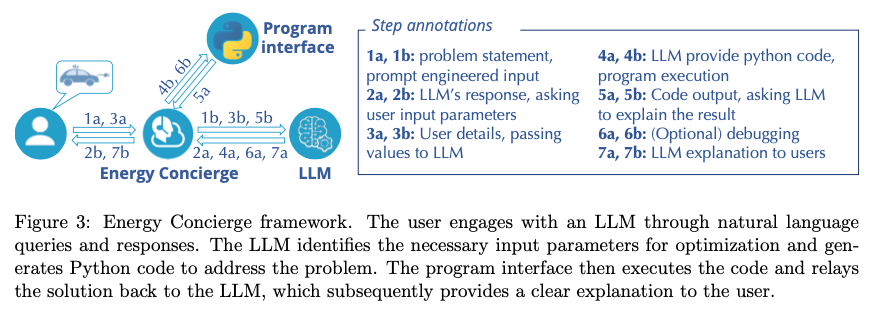 Program
interface
Step annotations
4b, 6b
5a
1a, 3a
2b, 7b
1b, 3b, 5b
2a, 4a, 6a, 7a
Energy Concierge
LLM
1a, 1b: problem statement,
prompt engineered input
2a, 2b: LLM's response, asking
user input parameters
3a, 3b: User details, passing
values to LLM
4a, 4b: LLM provide python code,
program execution
5a, 5b: Code output, asking LLM
to explain the result
6a, 6b: (Optional) debugging
7a, 7b: LLM explanation to users
Figure 3: Energy Concierge framework. The user engages with an LLM through natural language
queries and responses. The LLM identifies the necessary input parameters for optimization and gen-
erates Python code to address the problem. The program interface then executes the code and relays
the solution back to the LLM, which subsequently provides a clear explanation to the user.